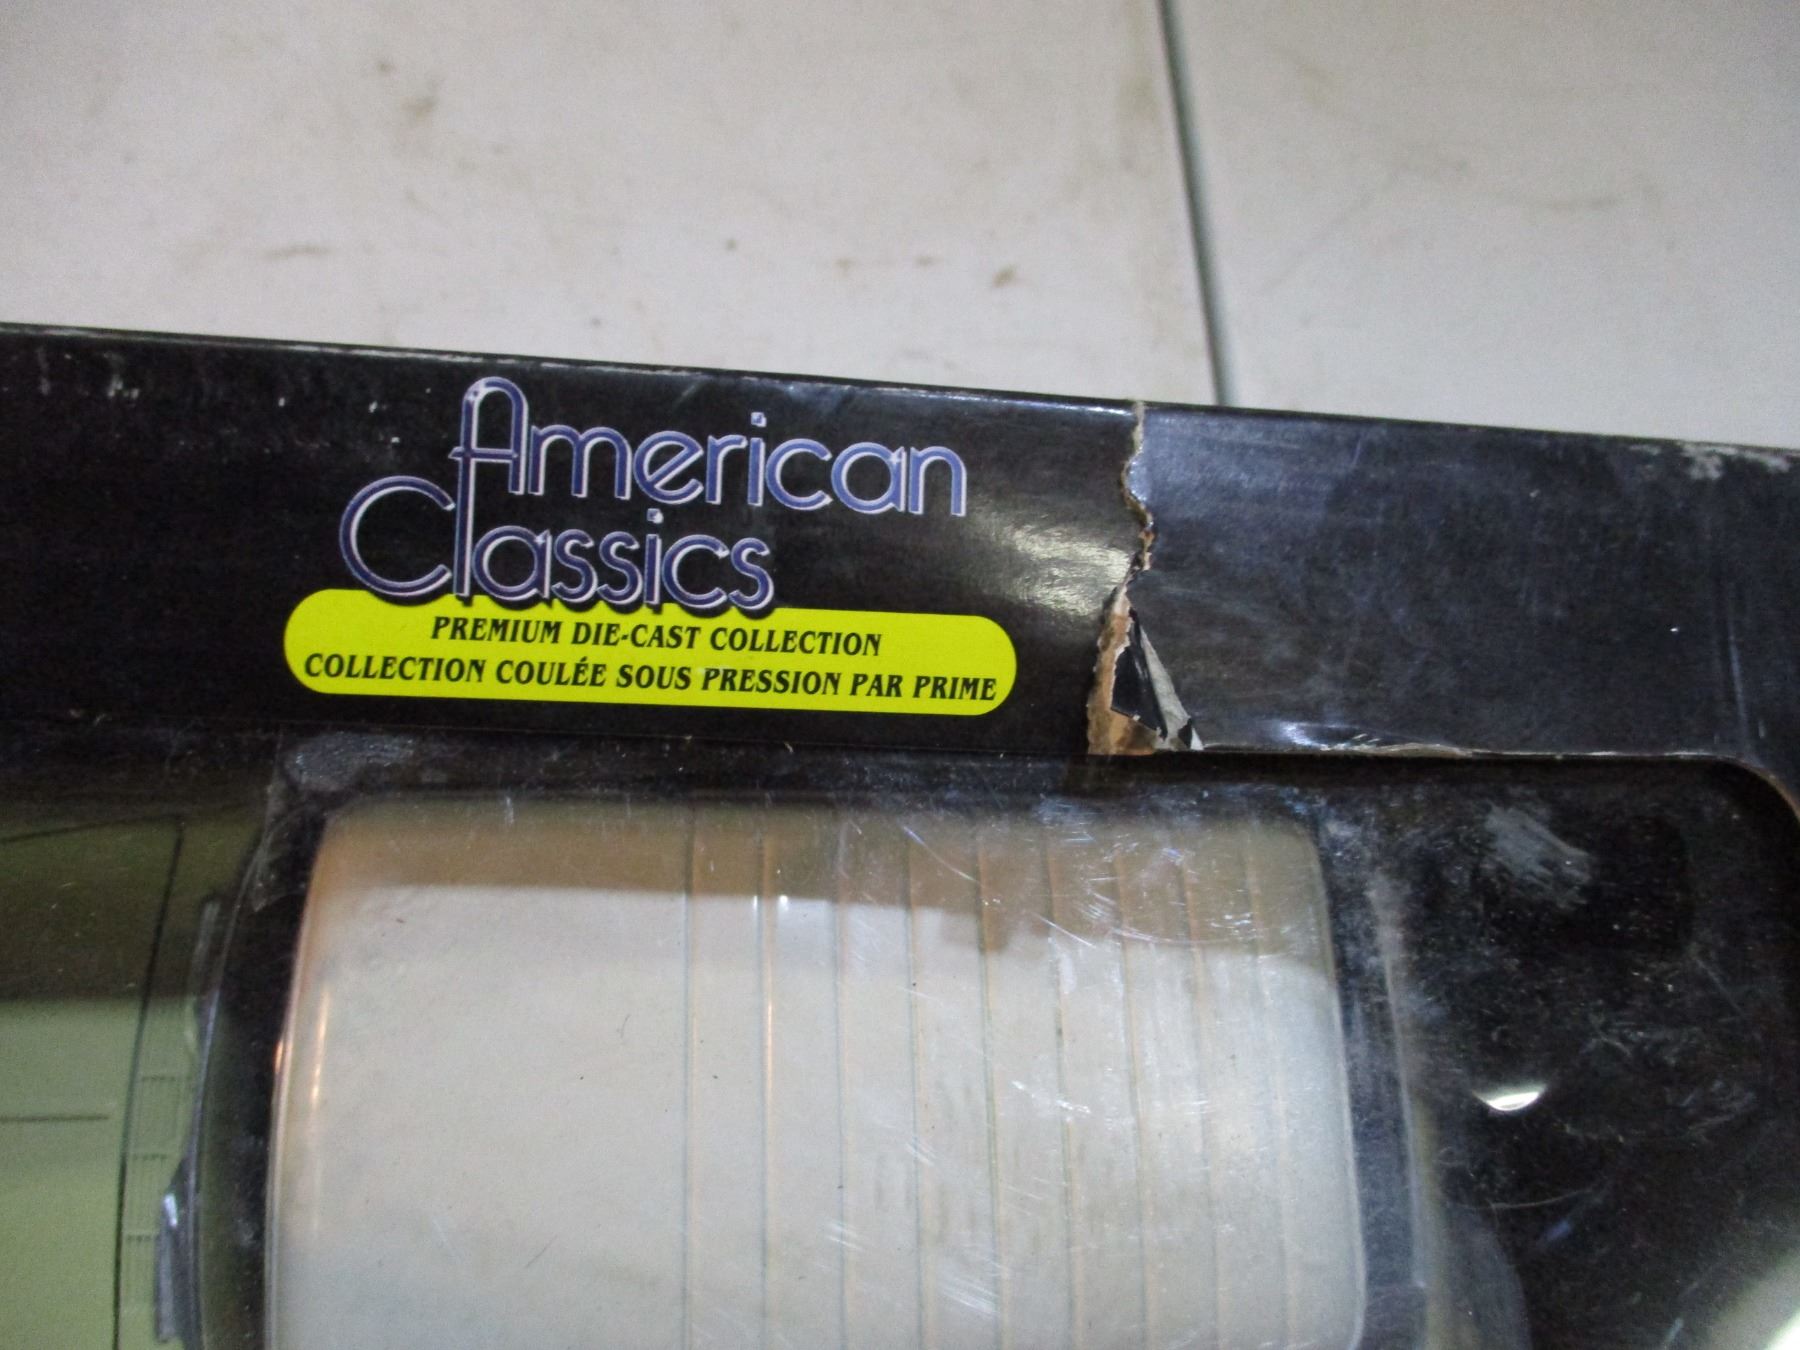 American
Classics
PREMIUM DIE-CAST COLLECTION
COLLECTION COULÉE SOUS PRESSION PAR PRIME